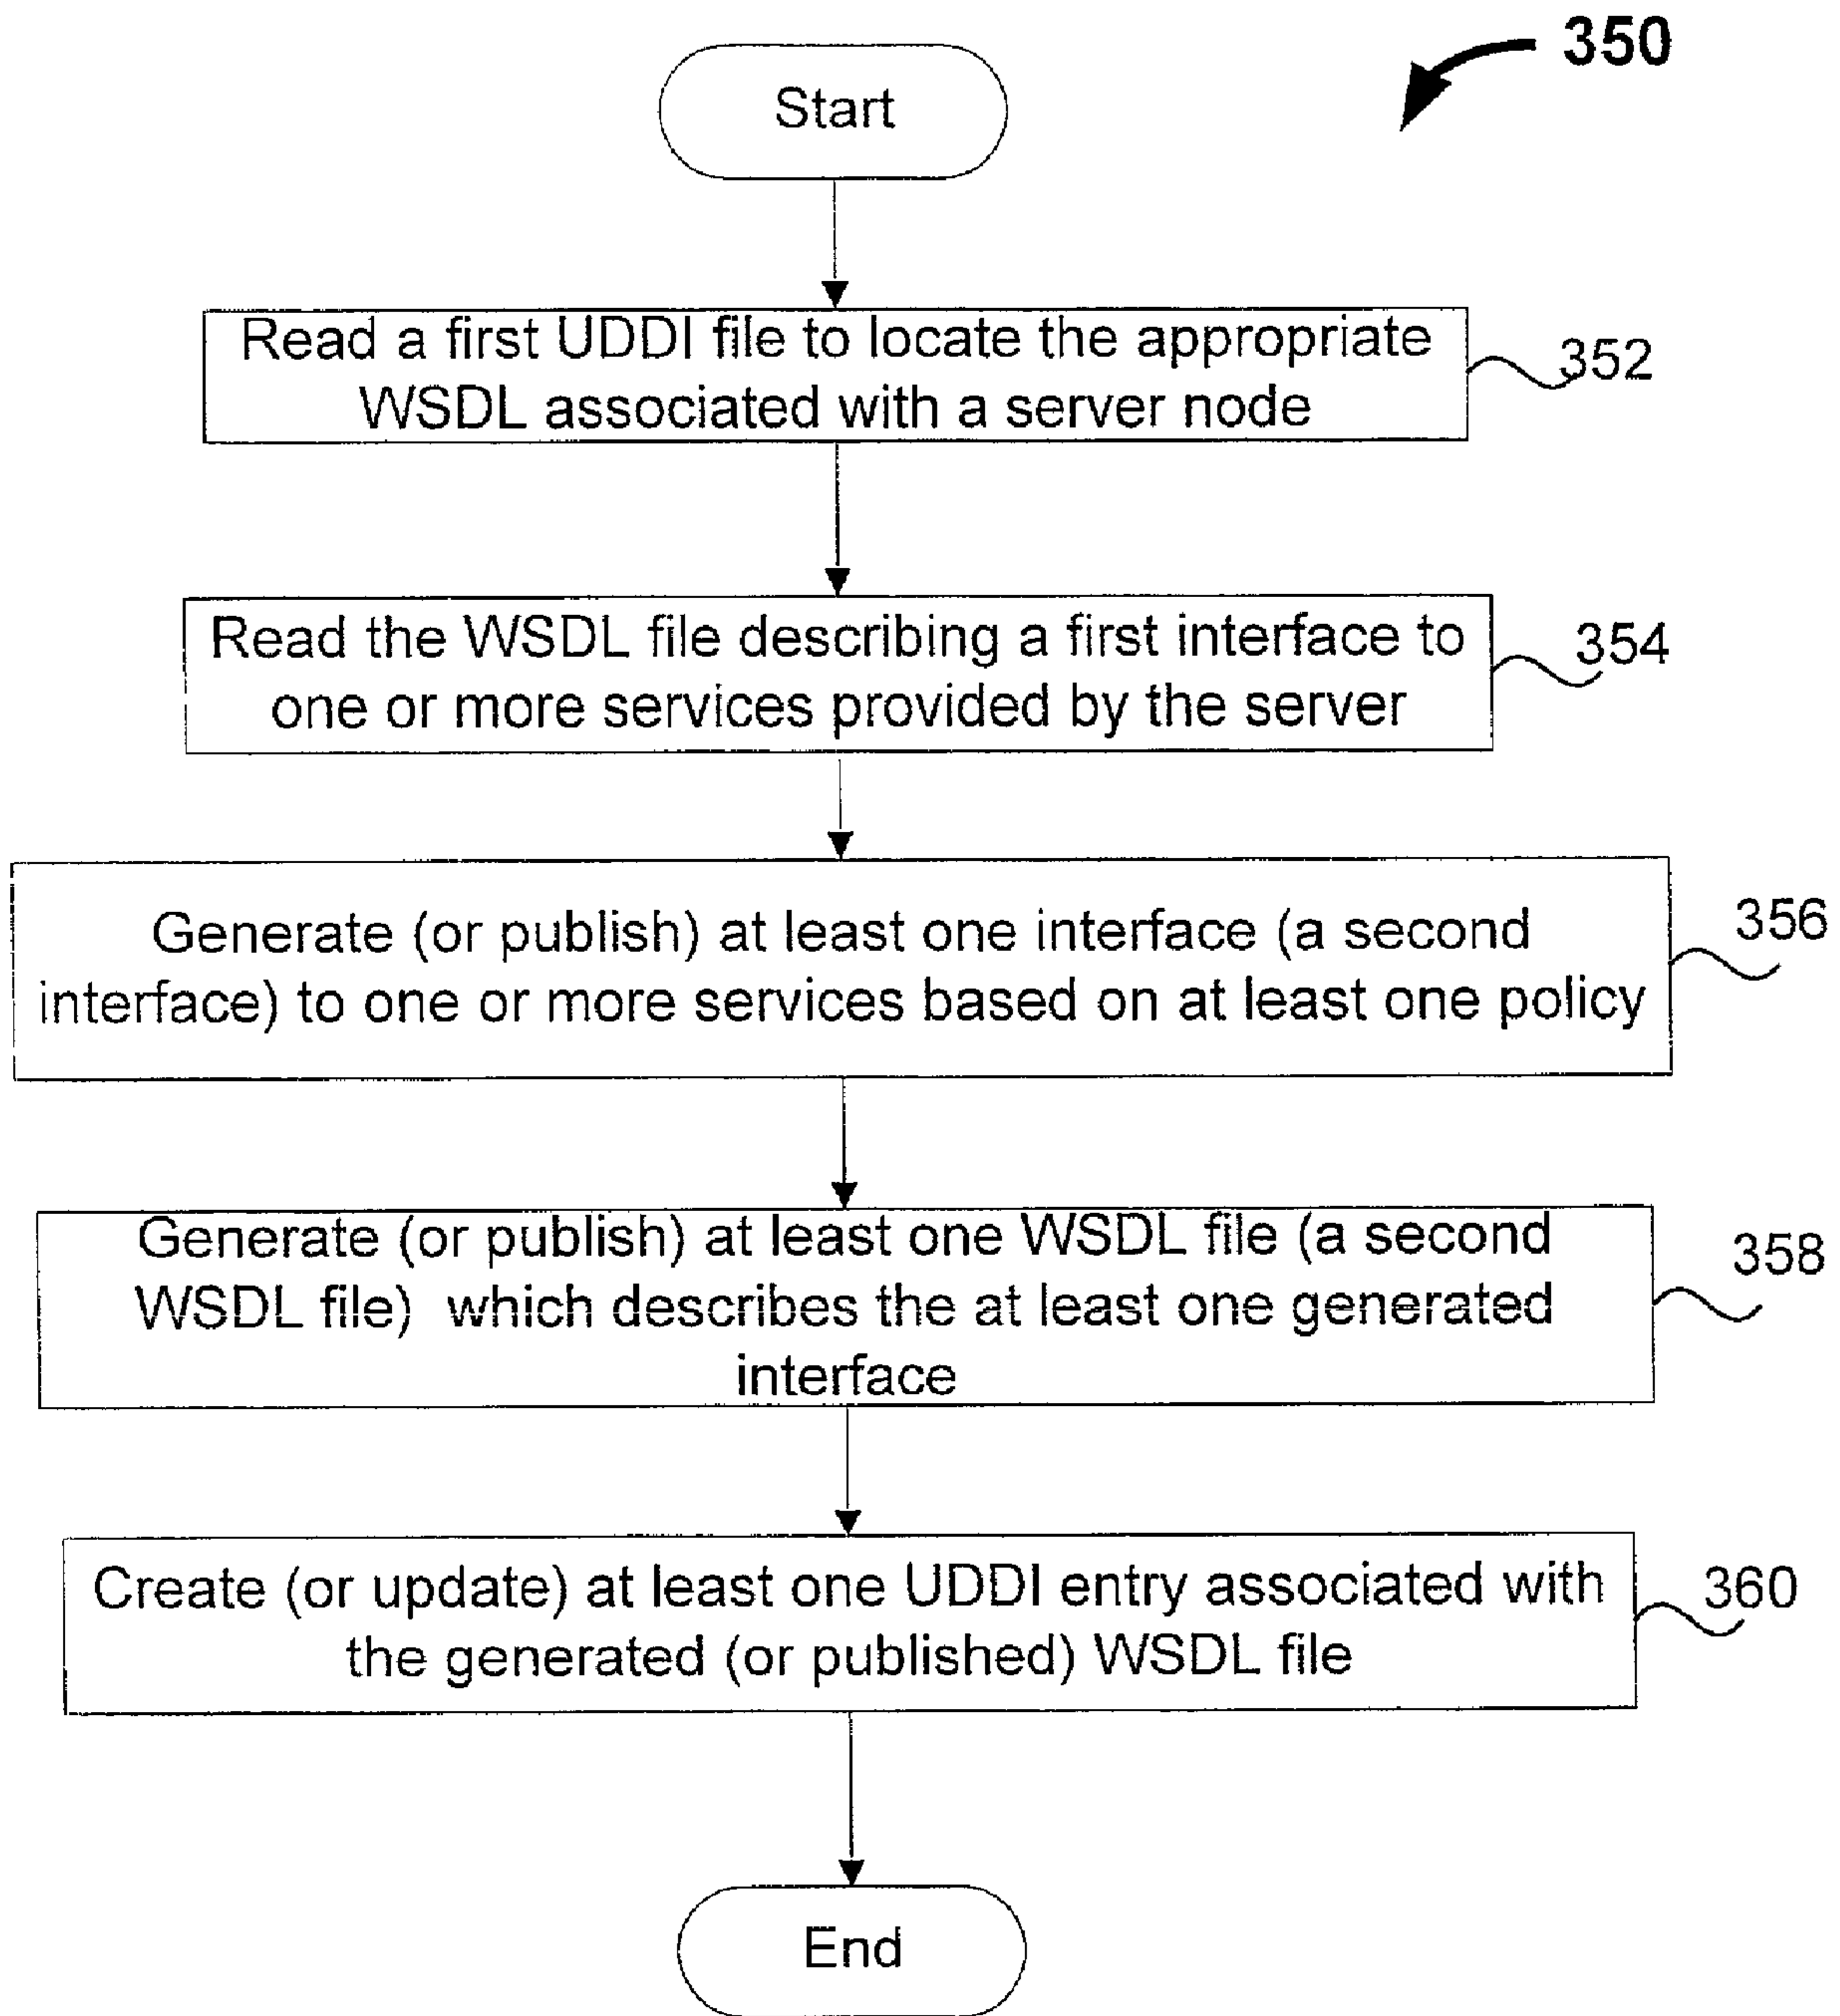 350
Start
Read a first UDDI file to locate the appropriate
WSDL associated with a server node
352
Read the WSDL file describing a first interface to
one or more services provided by the server
354
Generate (or publish) at least one interface (a second
interface) to one or more services based on at least one policy
356
Generate (or publish) at least one WSDL file (a second
WSDL file) which describes the at least one generated
interface
358
Create (or update) at least one UDDI entry associated with
the generated (or published) WSDL file
360
End